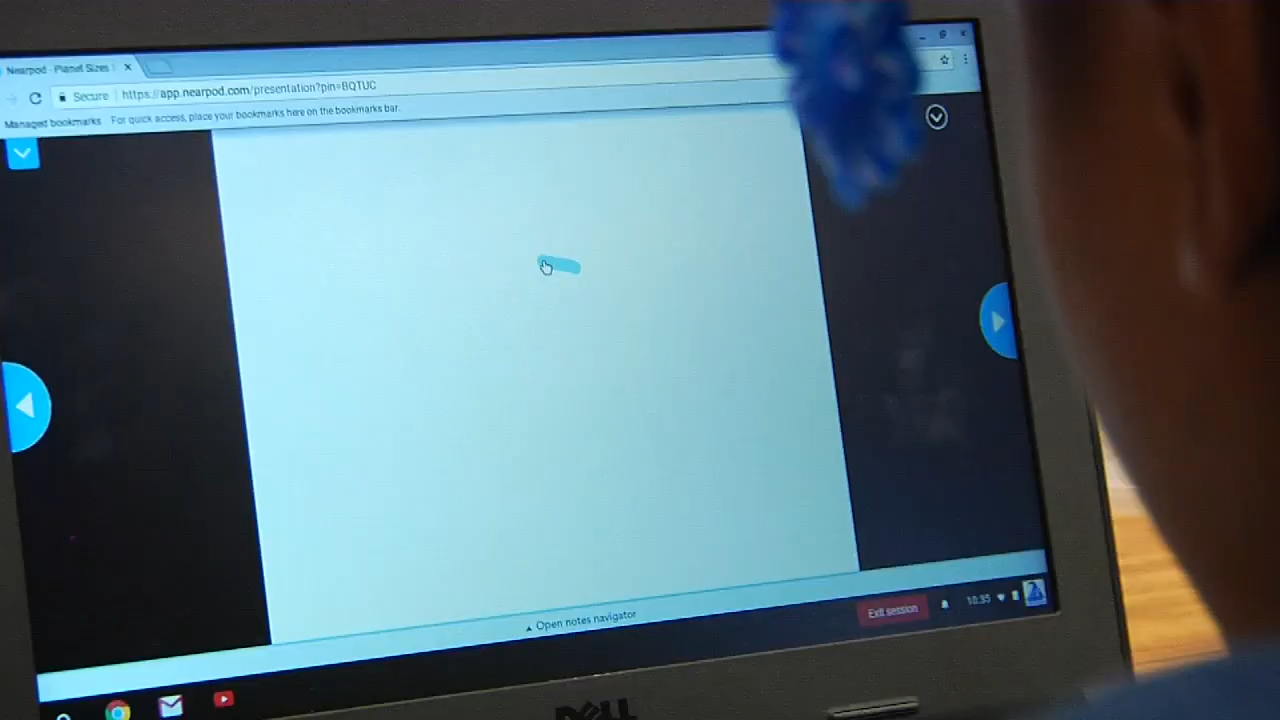 Nearpod - Planet Sizes
Secure https://app.nearpod.com/presentation?pin=BQTUC
Managed bookmarks For quick access, place your bookmarks here on the bookmarks bar.
Open notes navigator
Exit session 10:35
DELL